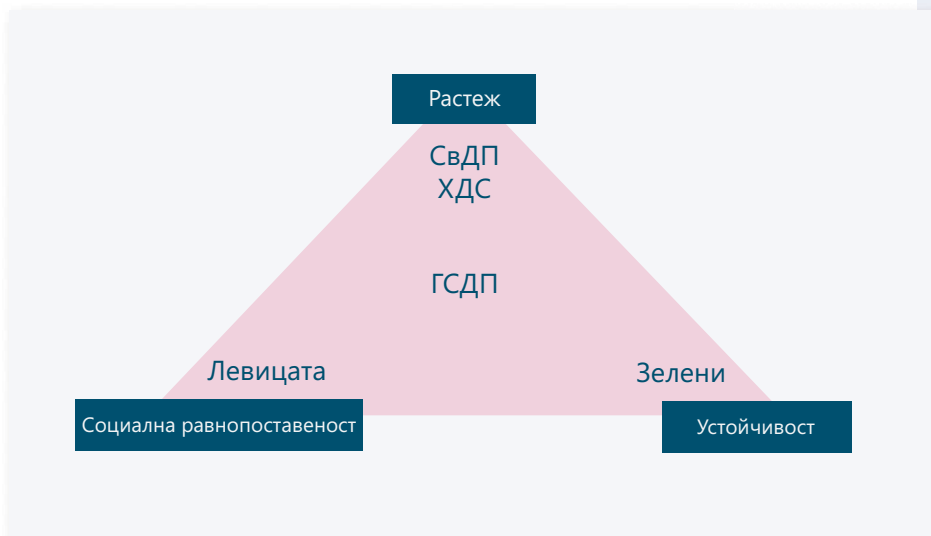 Растеж
СвДП
ХДС
ГСДП
Левицата
Зелени
Социална равнопоставеност
Устойчивост